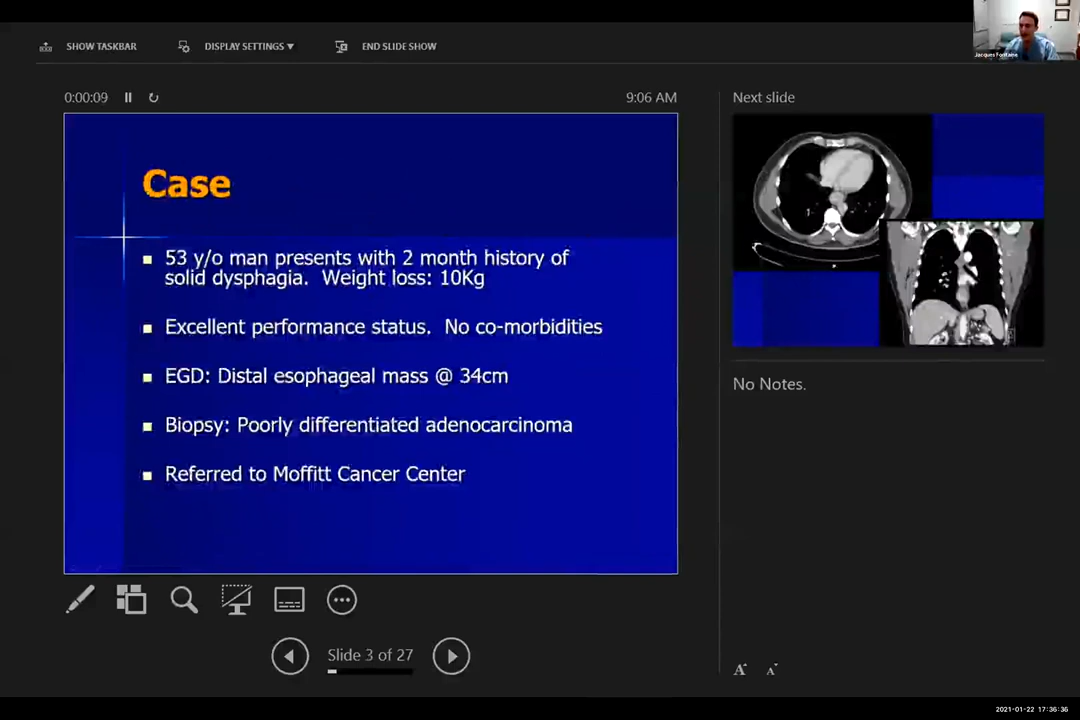 SHOW TASKBAR DISPLAY SETTINGS ▼ END SLIDE SHOW
Jacques Fontaine
0:00:09 9:06 AM
Next slide
Case
53 y/o man presents with 2 month history of
solid dysphagia. Weight loss: 10Kg
Excellent performance status. No co-morbidities
EGD: Distal esophageal mass @ 34cm
Biopsy: Poorly differentiated adenocarcinoma
Referred to Moffitt Cancer Center
No Notes.
Slide 3 of 27
A A
2021-01-22 17:36:36